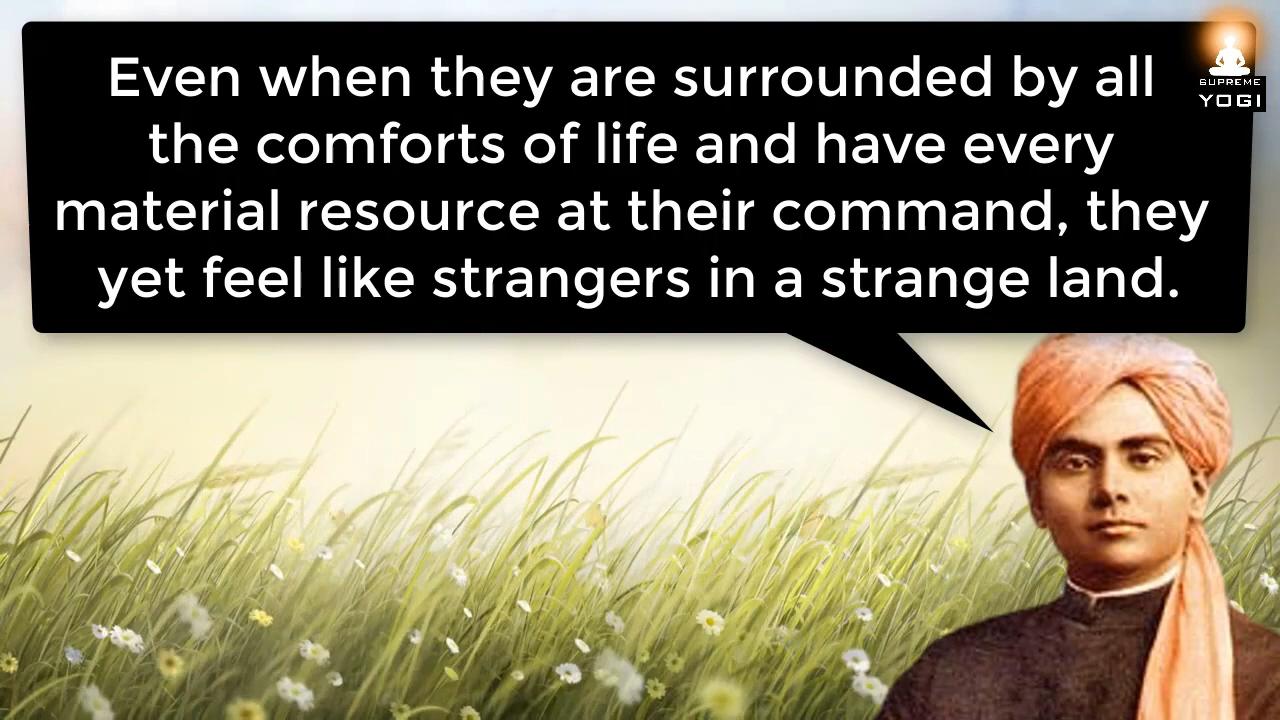 Even when they are surrounded by all
the comforts of life and have every
material resource at their command, they
yet feel like strangers in a strange land.
SUPREME
YOGI